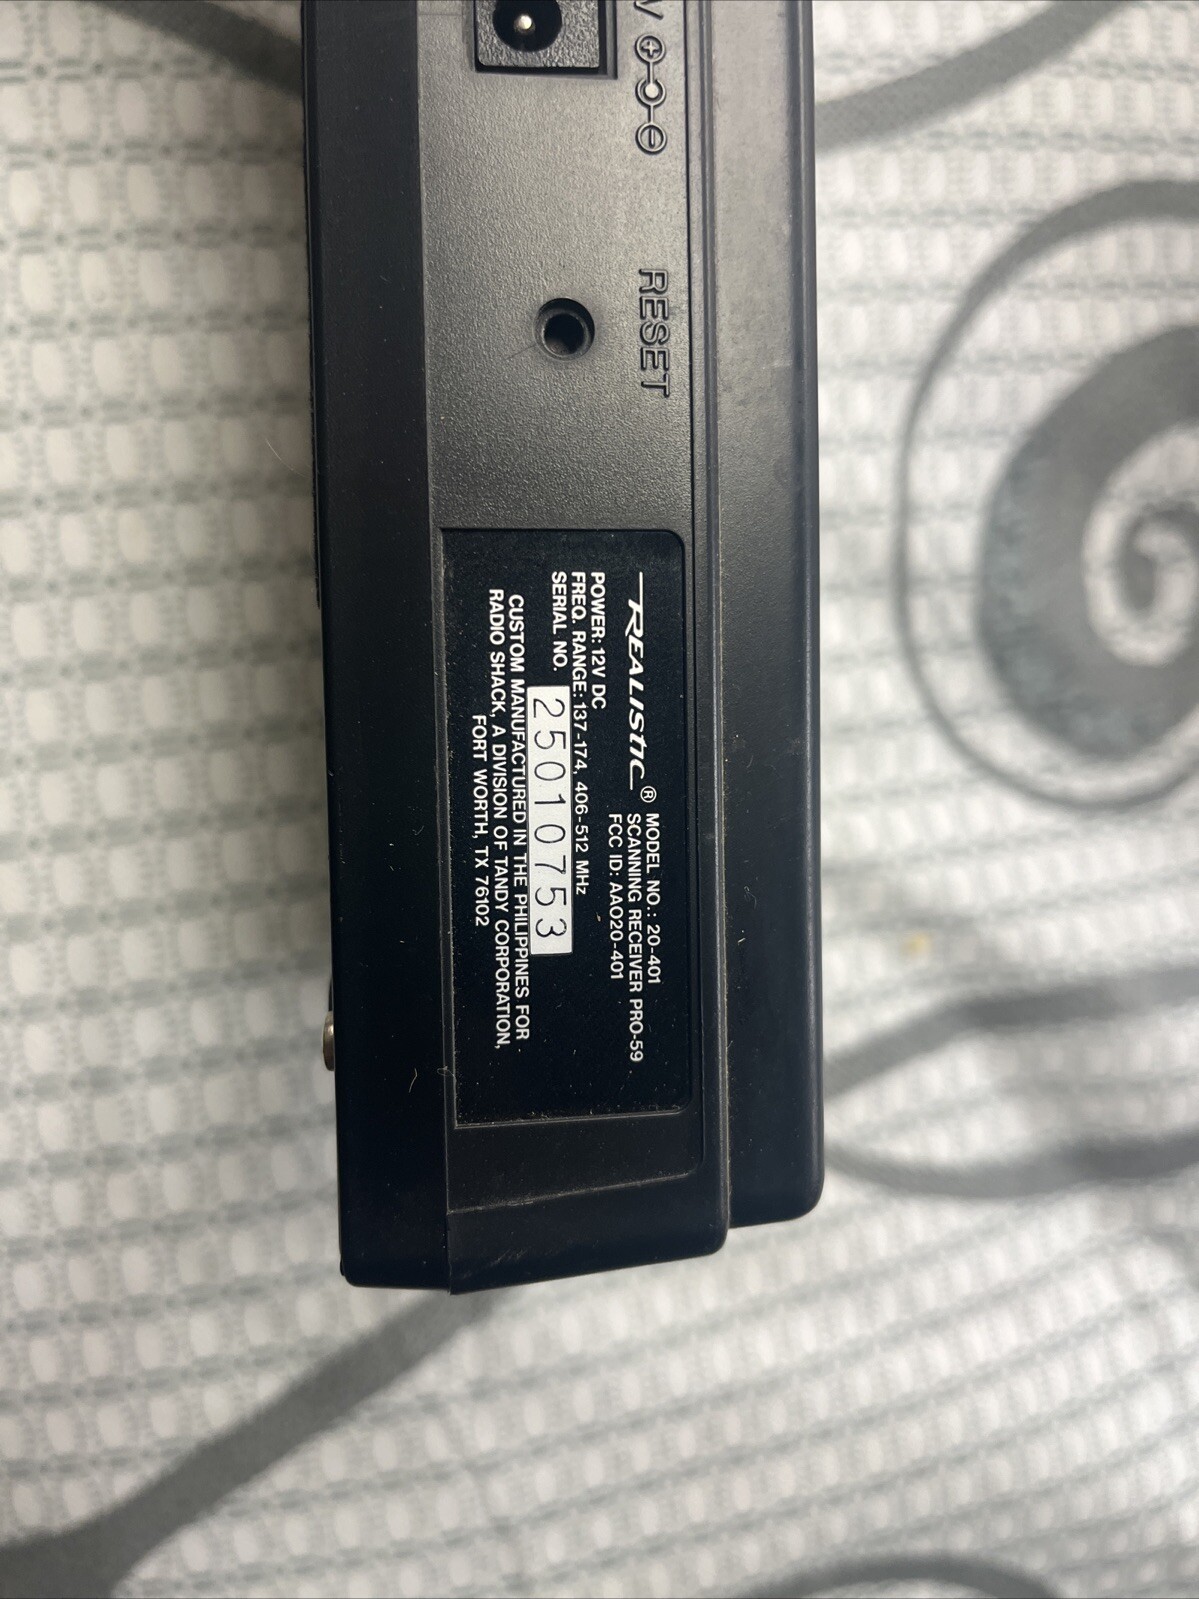 V
RESET
REALISTIC®
MODEL NO.: 20-401
SCANNING RECEIVER PRO-59
FCC ID: AAO20-401
POWER: 12V DC
FREQ. RANGE: 137-174, 406-512 MHz
SERIAL NO. 25010753
CUSTOM MANUFACTURED IN THE PHILIPPINES FOR
RADIO SHACK, A DIVISION OF TANDY CORPORATION,
FORT WORTH, TX 76102